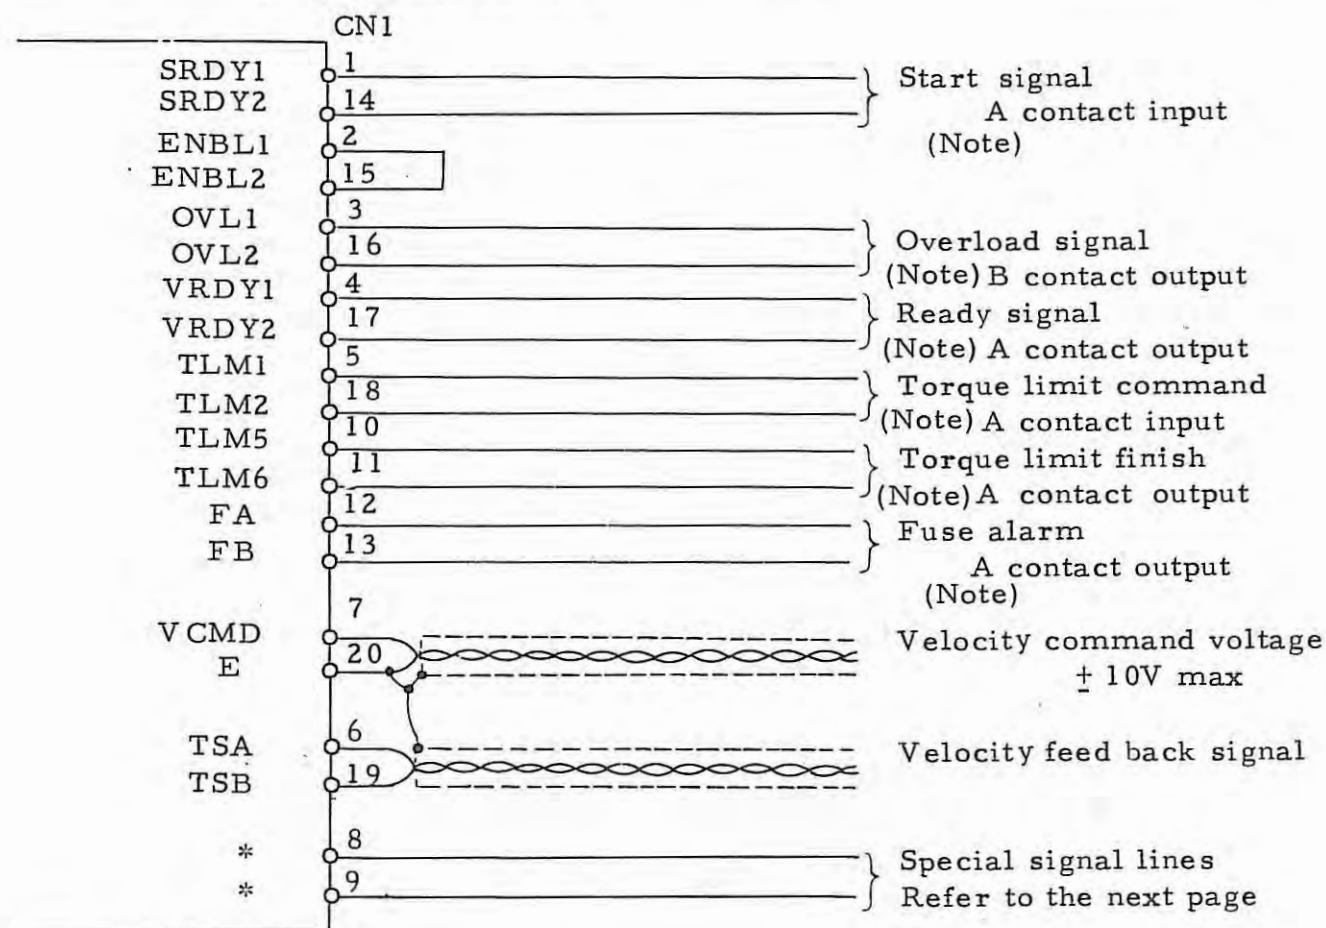 CN1
SRDY1 1 Start signal
SRDY2 14 A contact input
ENBL1 2 (Note)
ENBL2 15
OVL1 3
OVL2 16 Overload signal
(Note) B contact output
VRDY1 4 Ready signal
VRDY2 17 (Note) A contact output
TLM1 5
TLM2 18 Torque limit command
(Note) A contact input
TLM5 10 Torque limit finish
TLM6 11 (Note) A contact output
FA 12 Fuse alarm
FB 13 A contact output
(Note)
VCMD 7 Velocity command voltage
E 20 ± 10V max
TSA 6 Velocity feed back signal
TSB 19
* 8 Special signal lines
* 9 Refer to the next page